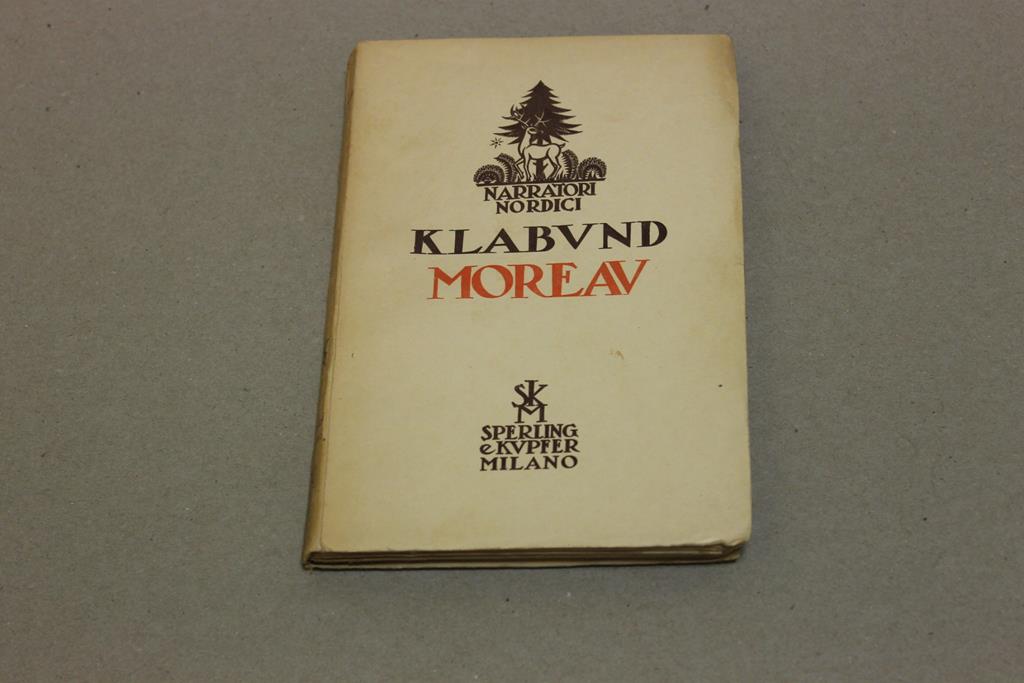 NARRATORI
NORDICI
KLABVND
MOREAV
SKM
SPERLING
e KVPFER
MILANO